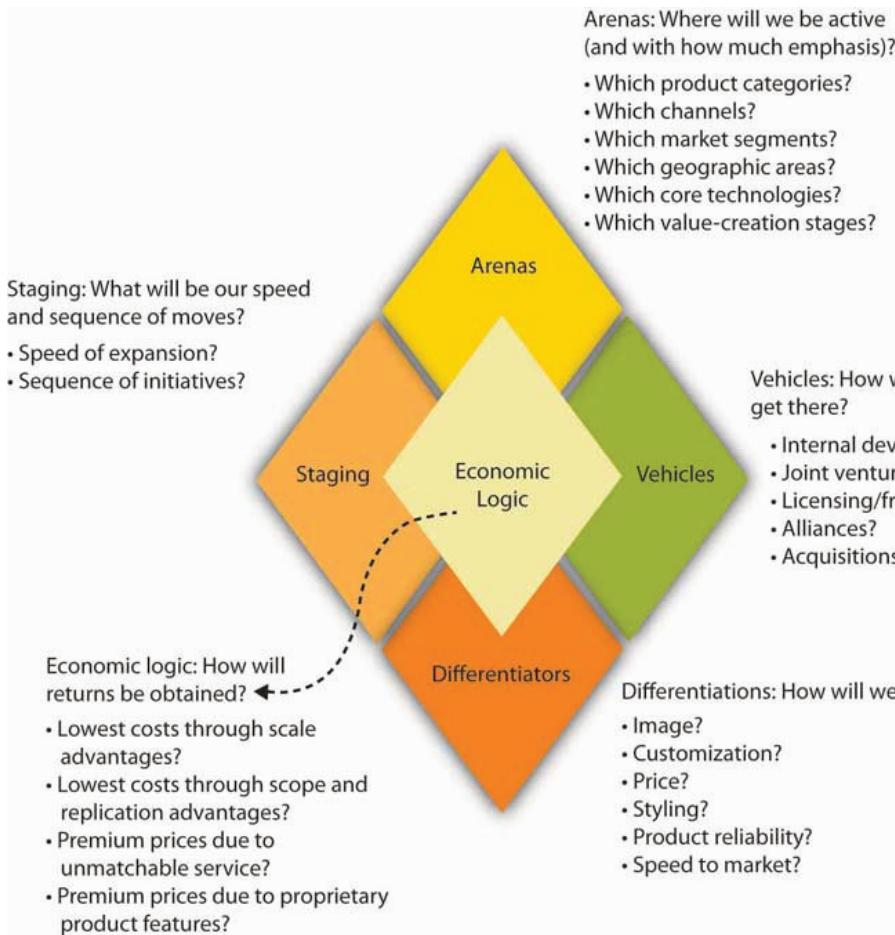 Arenas: Where will we be active
(and with how much emphasis)?
• Which product categories?
• Which channels?
• Which market segments?
• Which geographic areas?
• Which core technologies?
• Which value-creation stages?
Arenas
Staging: What will be our speed
and sequence of moves?
• Speed of expansion?
• Sequence of initiatives?
Vehicles: How
get there?
• Internal
• Joint
• Alliances?
Staging
Economic
Logic
Vehicles
Differentiators
Economic logic: How will
returns be obtained?
• Lowest costs through scale
advantages?
• Lowest costs through scope and
replication advantages?
• Premium prices due to
unmatchable service?
• Premium prices due to proprietary
product features?
Differentiations: How will we
• Image?
• Customization?
• Price?
• Styling?
• Product reliability?
• Speed to market?